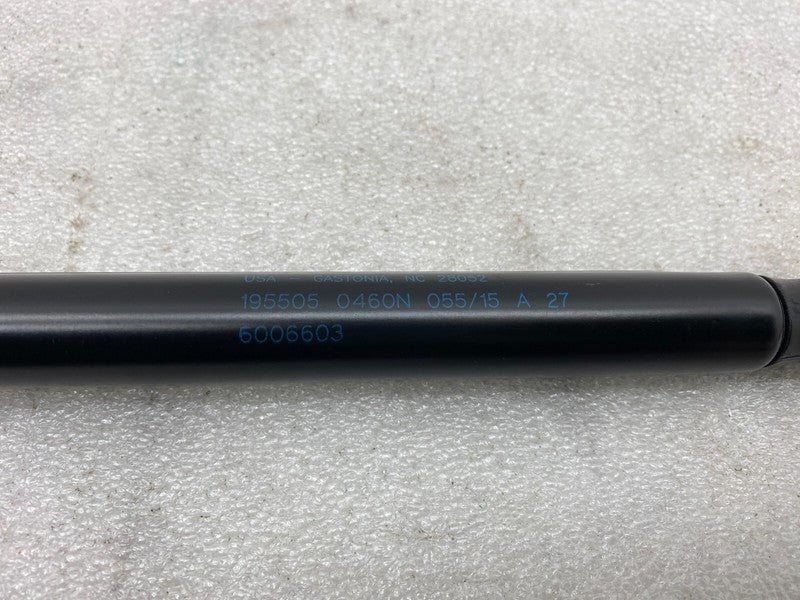 USA - GASTONIA, NC 28052
195505 0460N 055/15 A 27
6006603